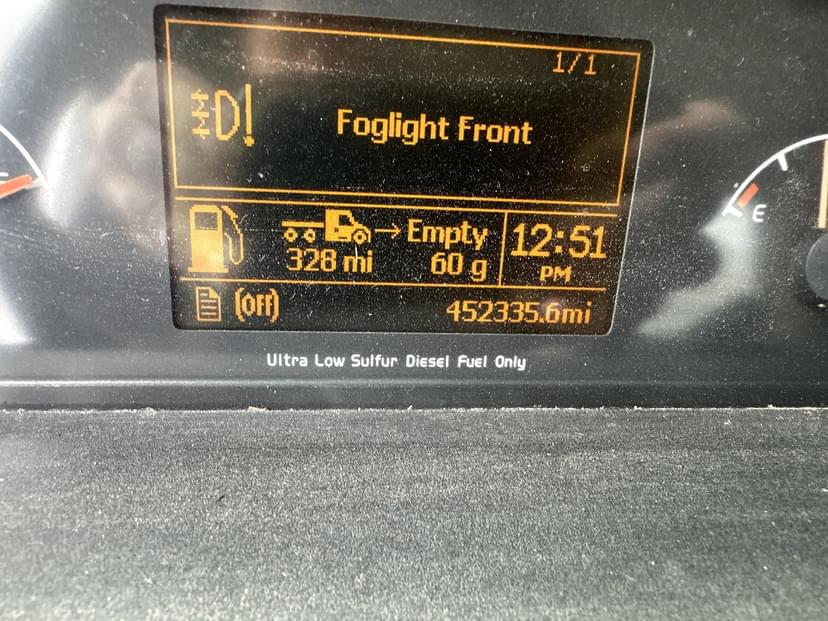 1/1
Foglight Front
Empty 12:51
328 mi 60 g PM
(OFF) 452335.6mi
Ultra Low Sulfur Diesel Fuel Only
E